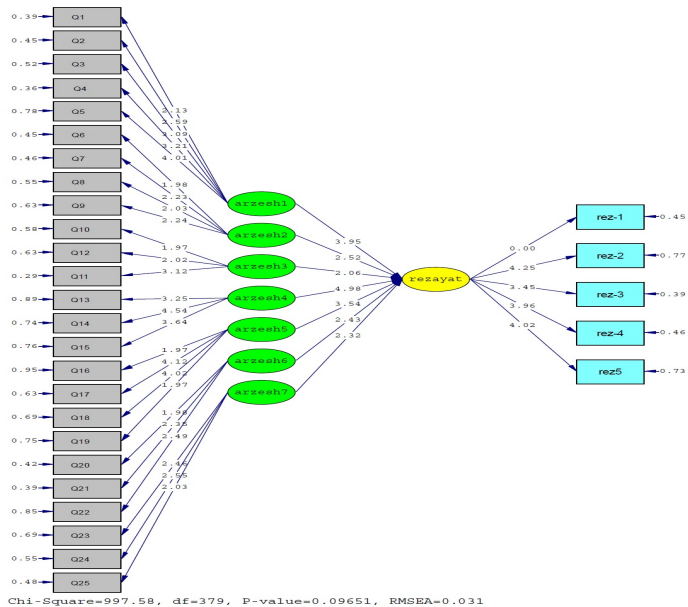 0.39 Q1
0.45 Q2
0.52 Q3
0.36 Q4
0.78 Q5
0.45 Q6
0.46 Q7
0.55 Q8
0.63 Q9
0.58 Q10
0.63 Q12
0.29 Q11
0.89 Q13
0.74 Q14
0.76 Q15
0.95 Q16
0.63 Q17
0.69 Q18
0.75 Q19
0.42 Q20
0.39 Q21
0.85 Q22
0.69 Q23
0.55 Q24
0.48 Q25
2.13
2.59
3.09
3.21
4.01
1.98
2.23
2.03
2.24
1.97
2.02
3.12
3.25
4.54
3.64
1.97
4.12
4.02
1.97
1.98
2.35
2.49
2.46
2.55
2.03
arzesh1
arzesh2
arzesh3
arzesh4
arzesh5
arzesh6
arzesh7
3.95
2.52
2.06
4.98
3.54
2.43
2.32
rezayat
0.00
4.25
3.45
3.96
4.02
rez-1 0.45
rez-2 0.77
rez-3 0.39
rez-4 0.46
rez5 0.73
Chi-Square=997.58, df=379, P-value=0.09651, RMSEA=0.031